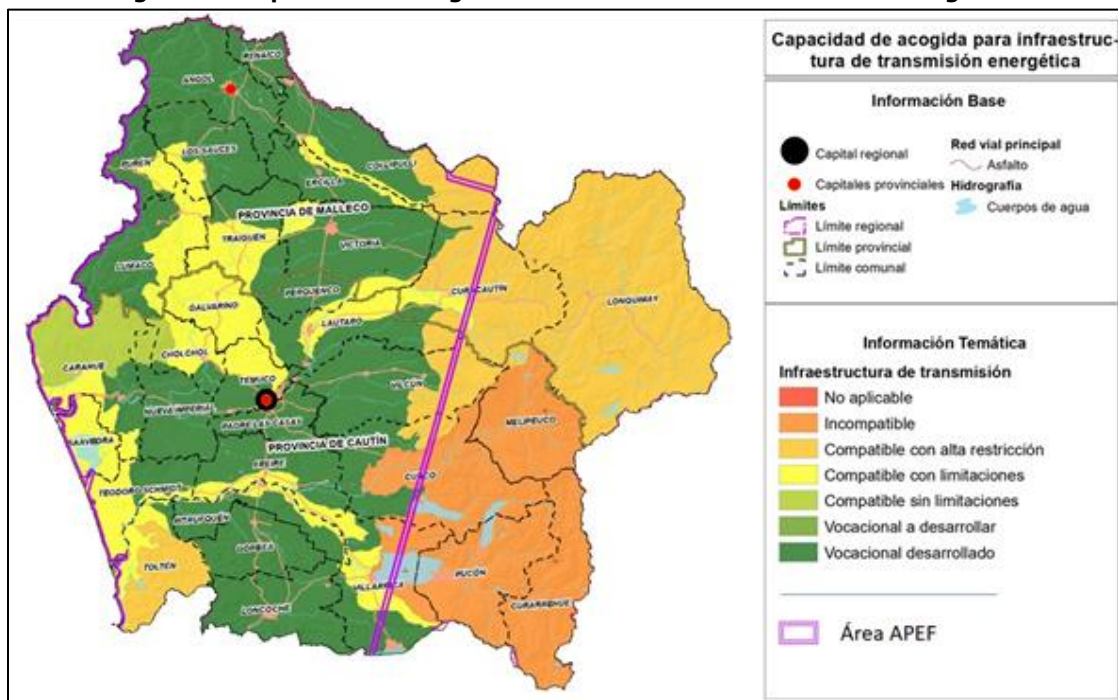 Capacidad de acogida para infraestruc-
tura de transmisión energética
Información Base
Capital regional
Capitales provinciales
Límites
Límite regional
Límite provincial
Límite comunal
Red vial principal
Asfalto
Hidrografía
Cuerpos de agua
Información Temática
Infraestructura de transmisión
No aplicable
Incompatible
Compatible con alta restricción
Compatible con limitaciones
Compatible sin limitaciones
Vocacional a desarrollar
Vocacional desarrollado
Área APEF
RENAICO
ANGOL
PURÉN
LOS SAUCES
COLLIPULLI
ERCILLA
PROVINCIA DE MALLECO
TRAIGUÉN
VICTORIA
LUMACO
PERQUENCO
CURACAUTÍN
LONQUIMAY
GALVARINO
LAUTARO
CARAHUE
CHOLCHOL
TEMUCO
VILCÚN
NUEVA IMPERIAL
PADRE LAS CASAS
MELIPEUCO
SAAVEDRA
PROVINCIA DE CAUTÍN
FREIRE
CUNCO
TEODORO SCHMIDT
PITRUFQUÉN
GORBEA
TOLTÉN
VILLARRICA
PUCÓN
LONCOCHE
CURARREHUE